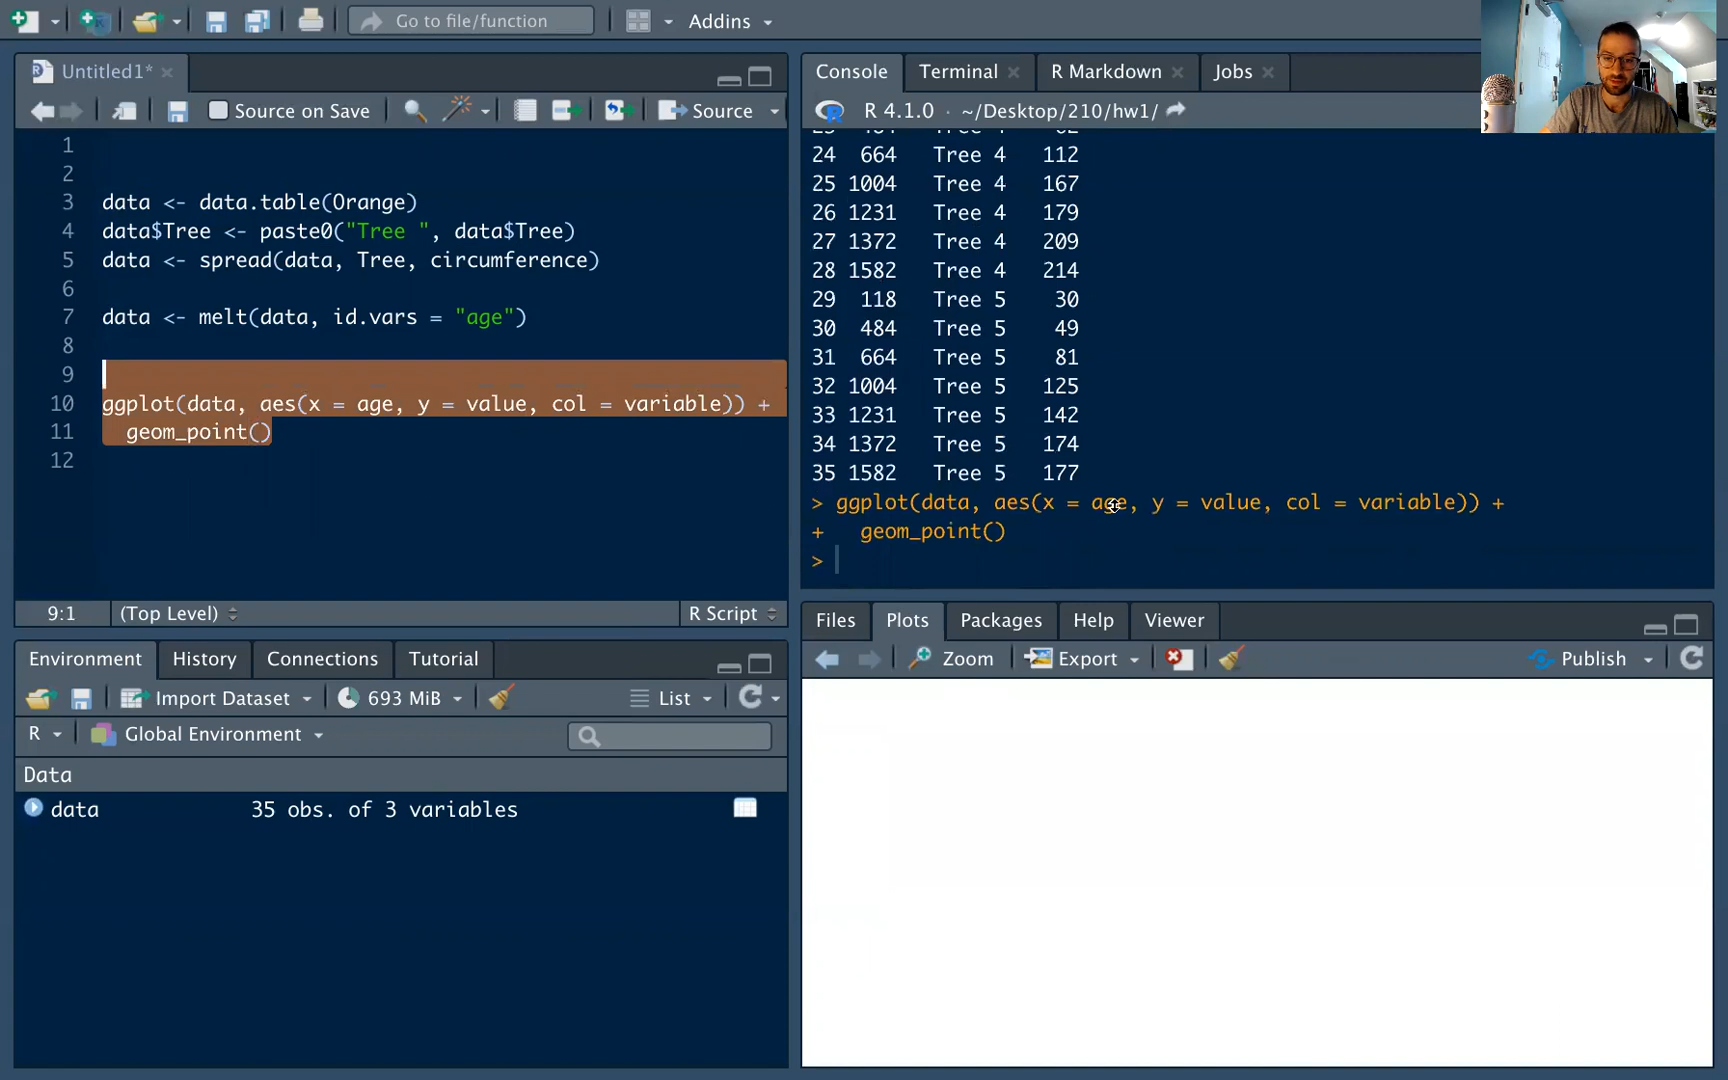 Go to file/function
Addins
Untitled1*
Source on Save
Source
1
2
3 data <- data.table(Orange)
4 data$Tree <- paste0("Tree ", data$Tree)
5 data <- spread(data, Tree, circumference)
6
7 data <- melt(data, id.vars = "age")
8
9
10 ggplot(data, aes(x = age, y = value, col = variable)) +
11 geom_point()
12
9:1 (Top Level) R Script
Environment History Connections Tutorial
Import Dataset 693 MiB List
R Global Environment
Data
data 35 obs. of 3 variables
Console Terminal R Markdown Jobs
R 4.1.0 · ~/Desktop/210/hw1/
24 664 Tree 4 112
25 1004 Tree 4 167
26 1231 Tree 4 179
27 1372 Tree 4 209
28 1582 Tree 4 214
29 118 Tree 5 30
30 484 Tree 5 49
31 664 Tree 5 81
32 1004 Tree 5 125
33 1231 Tree 5 142
34 1372 Tree 5 174
35 1582 Tree 5 177
> ggplot(data, aes(x = age, y = value, col = variable)) +
+ geom_point()
>
Files Plots Packages Help Viewer
Zoom Export Publish